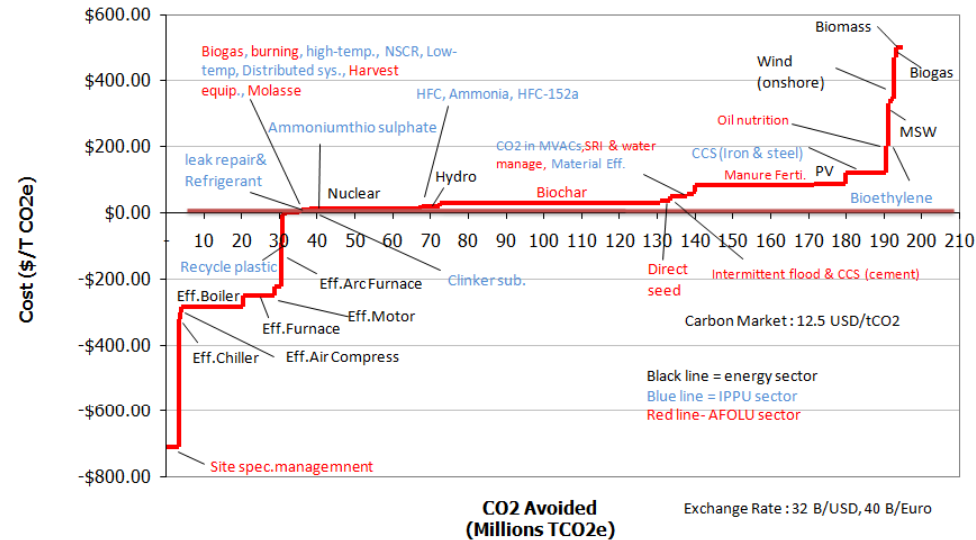 $600.00
$400.00
$200.00
$0.00
-$200.00
-$400.00
-$600.00
-$800.00
Cost ($/T CO2e)
Biogas, burning, high-temp., NSCR, Low-
temp, Distributed sys., Harvest
equip., Molasse
HFC, Ammonia, HFC-152a
Biomass
Wind
(onshore)
Biogas
Ammoniumthio sulphate
leak repair&
Refrigerant
Nuclear
Hydro
CO2 in MVACs,SRI & water
manage, Material Eff.
Biochar
Oil nutrition
MSW
CCS (Iron & steel)
Manure Ferti.
PV
Bioethylene
- 10 20 30 40 50 60 70 80 90 100 110 120 132 130 140 150 160 170 180 190 200 210
Recycle plastic
Eff.Boiler
Eff.Arc Furnace
Clinker sub.
Direct
seed
Intermittent flood & CCS (cement)
Eff.Motor
Eff.Furnace
Eff.Chiller
Eff.Air Compress
Carbon Market : 12.5 USD/tCO2
Black line = energy sector
Blue line = IPPU sector
Red line- AFOLU sector
Site spec.managemnent
CO2 Avoided
(Millions TCO2e)
Exchange Rate : 32 B/USD, 40 B/Euro